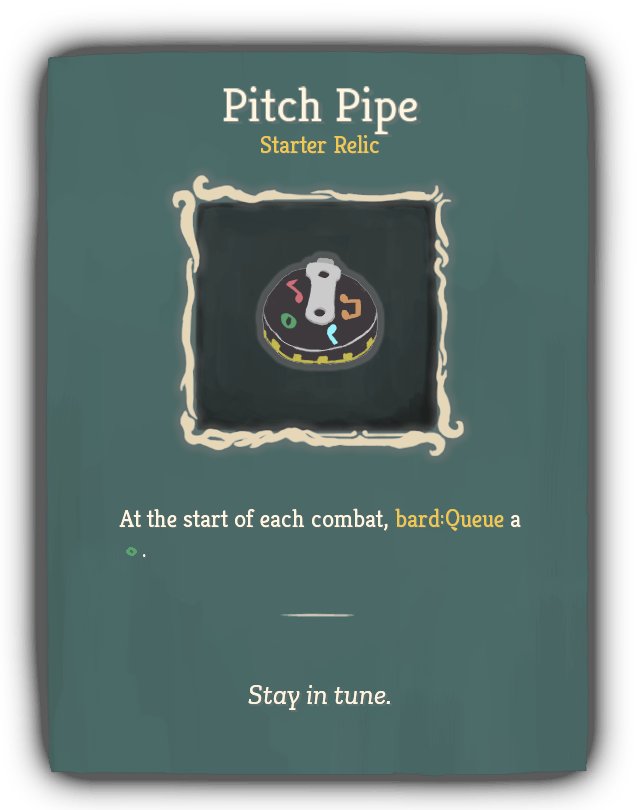 Pitch Pipe
Starter Relic
At the start of each combat, bard:Queue a
.
Stay in tune.